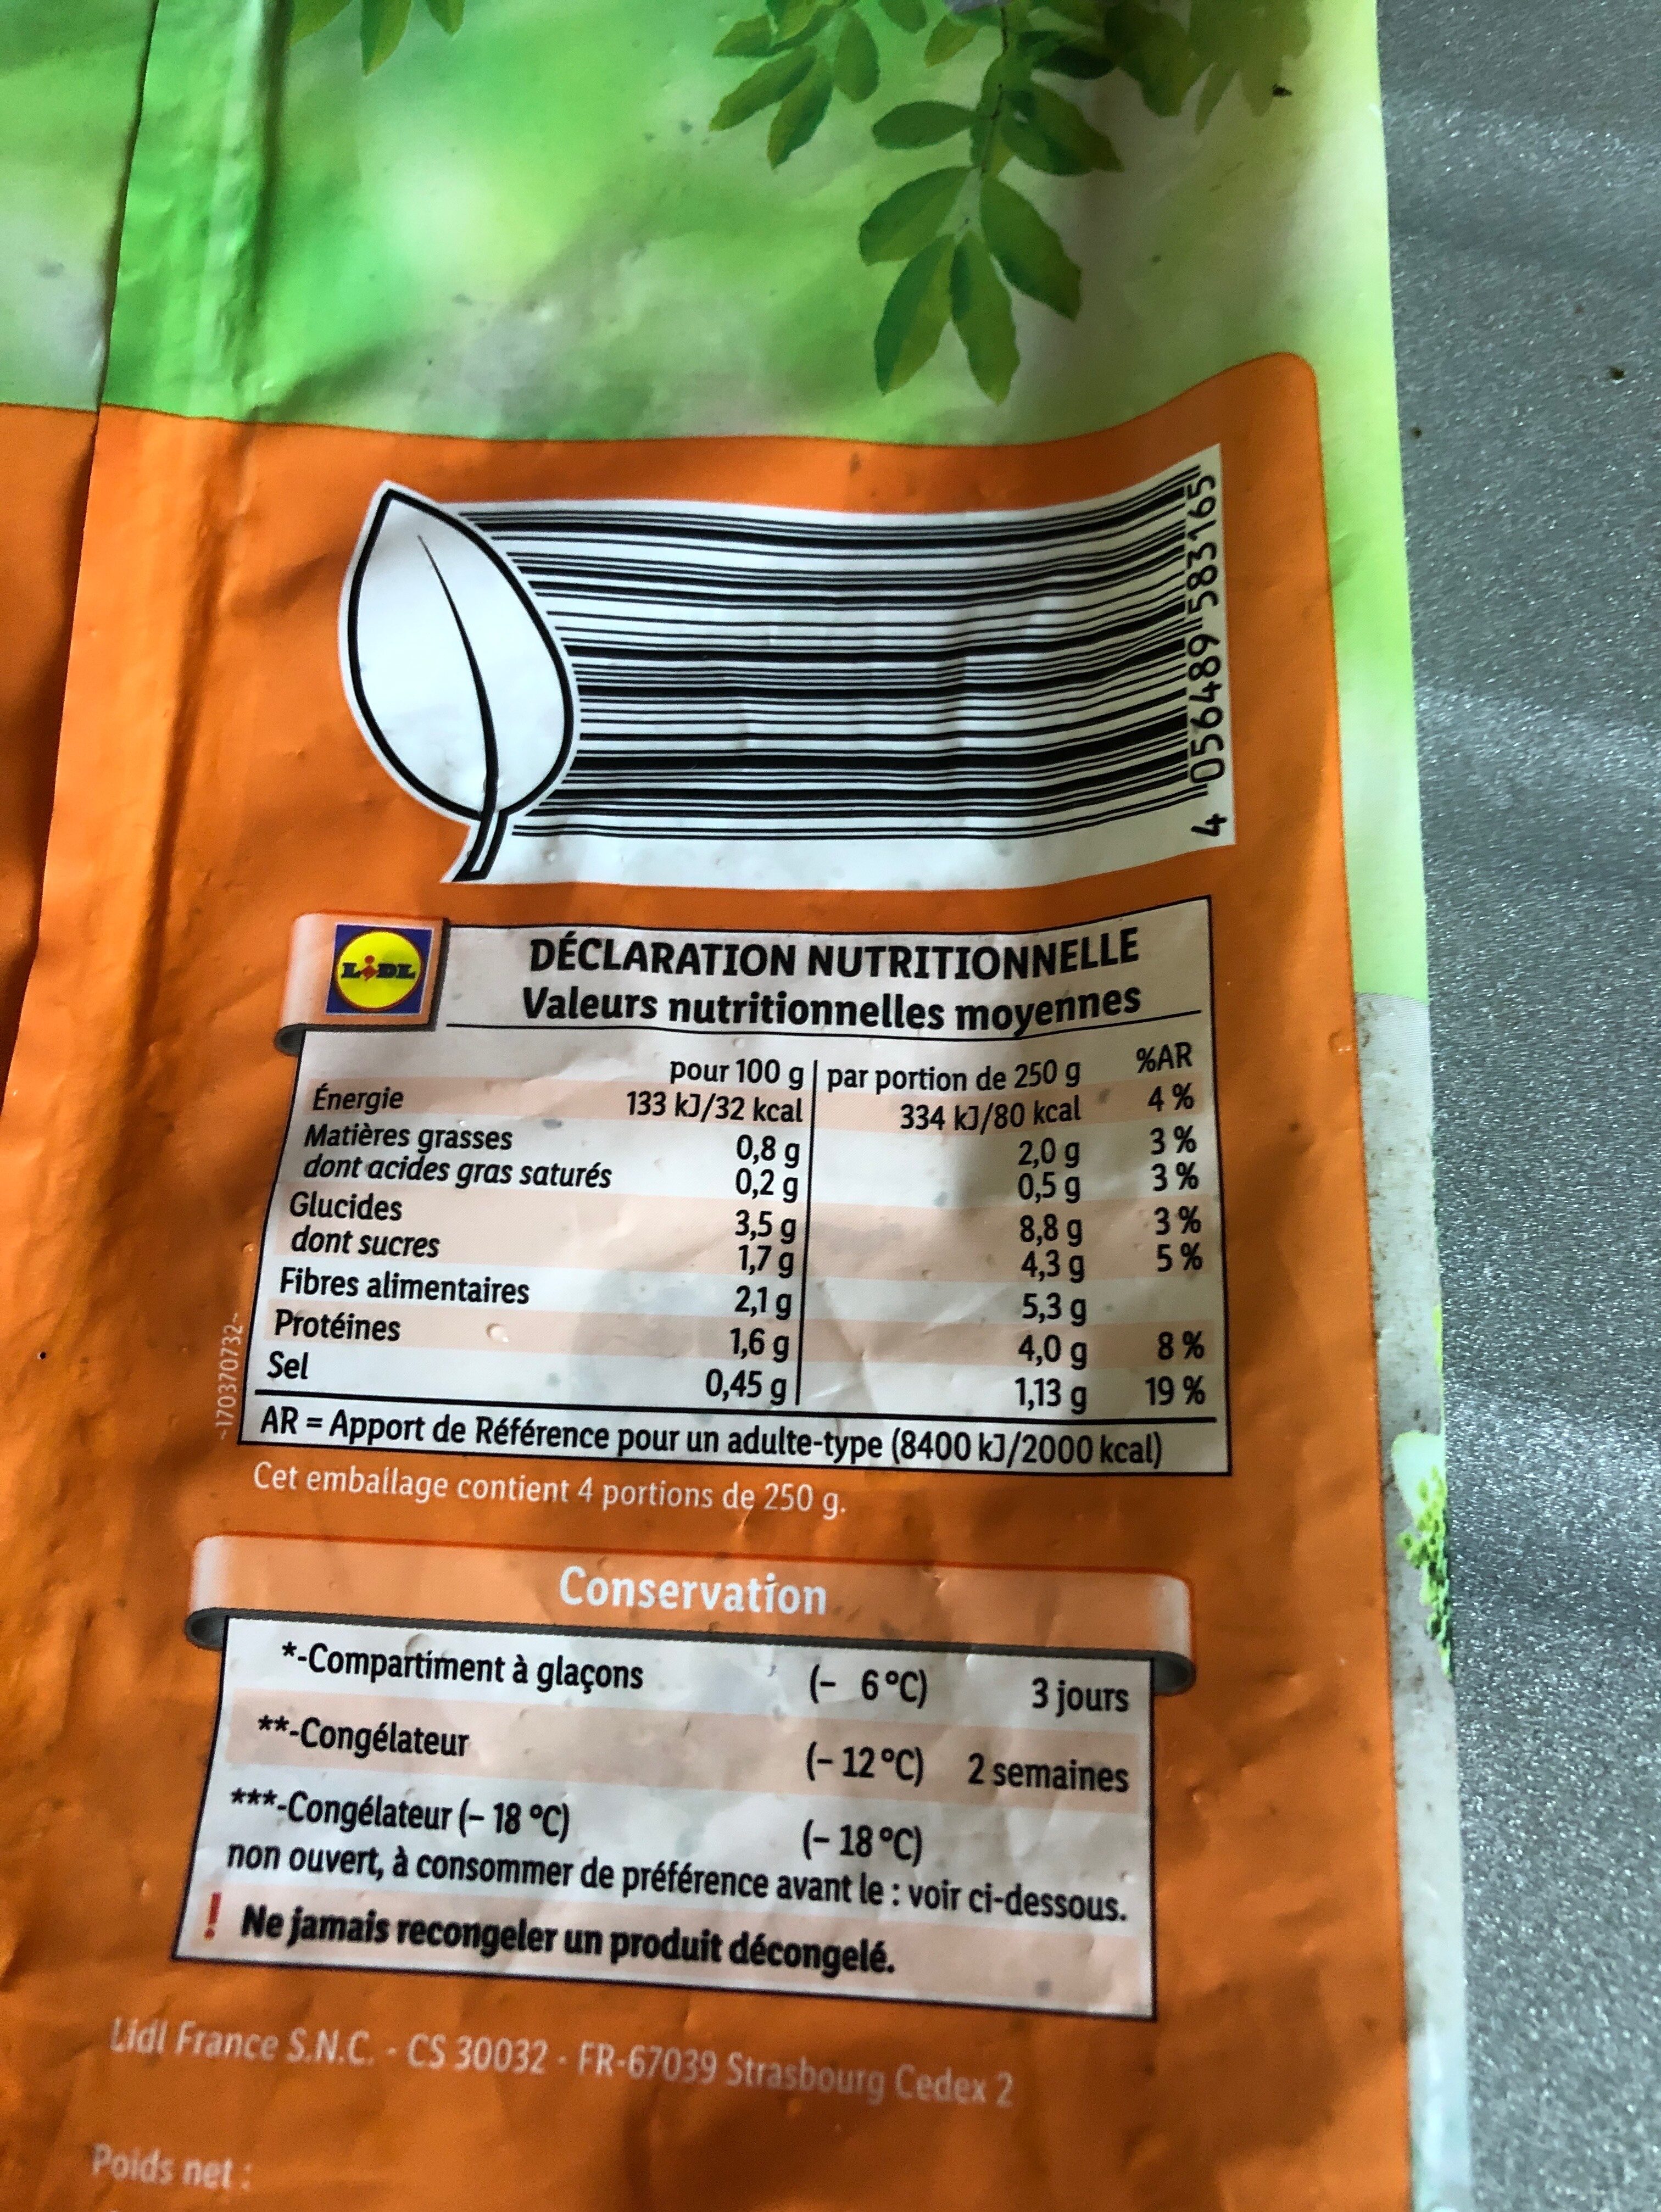 4 056489 583165
LIDL
DÉCLARATION NUTRITIONNELLE
Valeurs nutritionnelles moyennes
pour 100 g par portion de 250 g %AR
Énergie 133 kJ/32 kcal 334 kJ/80 kcal 4 %
Matières grasses 0,8 g 2,0 g 3 %
dont acides gras saturés 0,2 g 0,5 g 3 %
Glucides 3,5 g 8,8 g 3 %
dont sucres 1,7 g 4,3 g 5 %
Fibres alimentaires 2,1 g 5,3 g
Protéines 1,6 g 4,0 g 8 %
Sel 0,45 g 1,13 g 19 %
AR = Apport de Référence pour un adulte-type (8400 kJ/2000 kcal)
~170370732~
Cet emballage contient 4 portions de 250 g.
Conservation
*-Compartiment à glaçons (- 6 °C) 3 jours
**-Congélateur (- 12 °C) 2 semaines
***-Congélateur (- 18 °C) (- 18 °C)
non ouvert, à consommer de préférence avant le : voir ci-dessous.
! Ne jamais recongeler un produit décongelé.
Lidl France S.N.C. - CS 30032 - FR-67039 Strasbourg Cedex 2
Poids net :